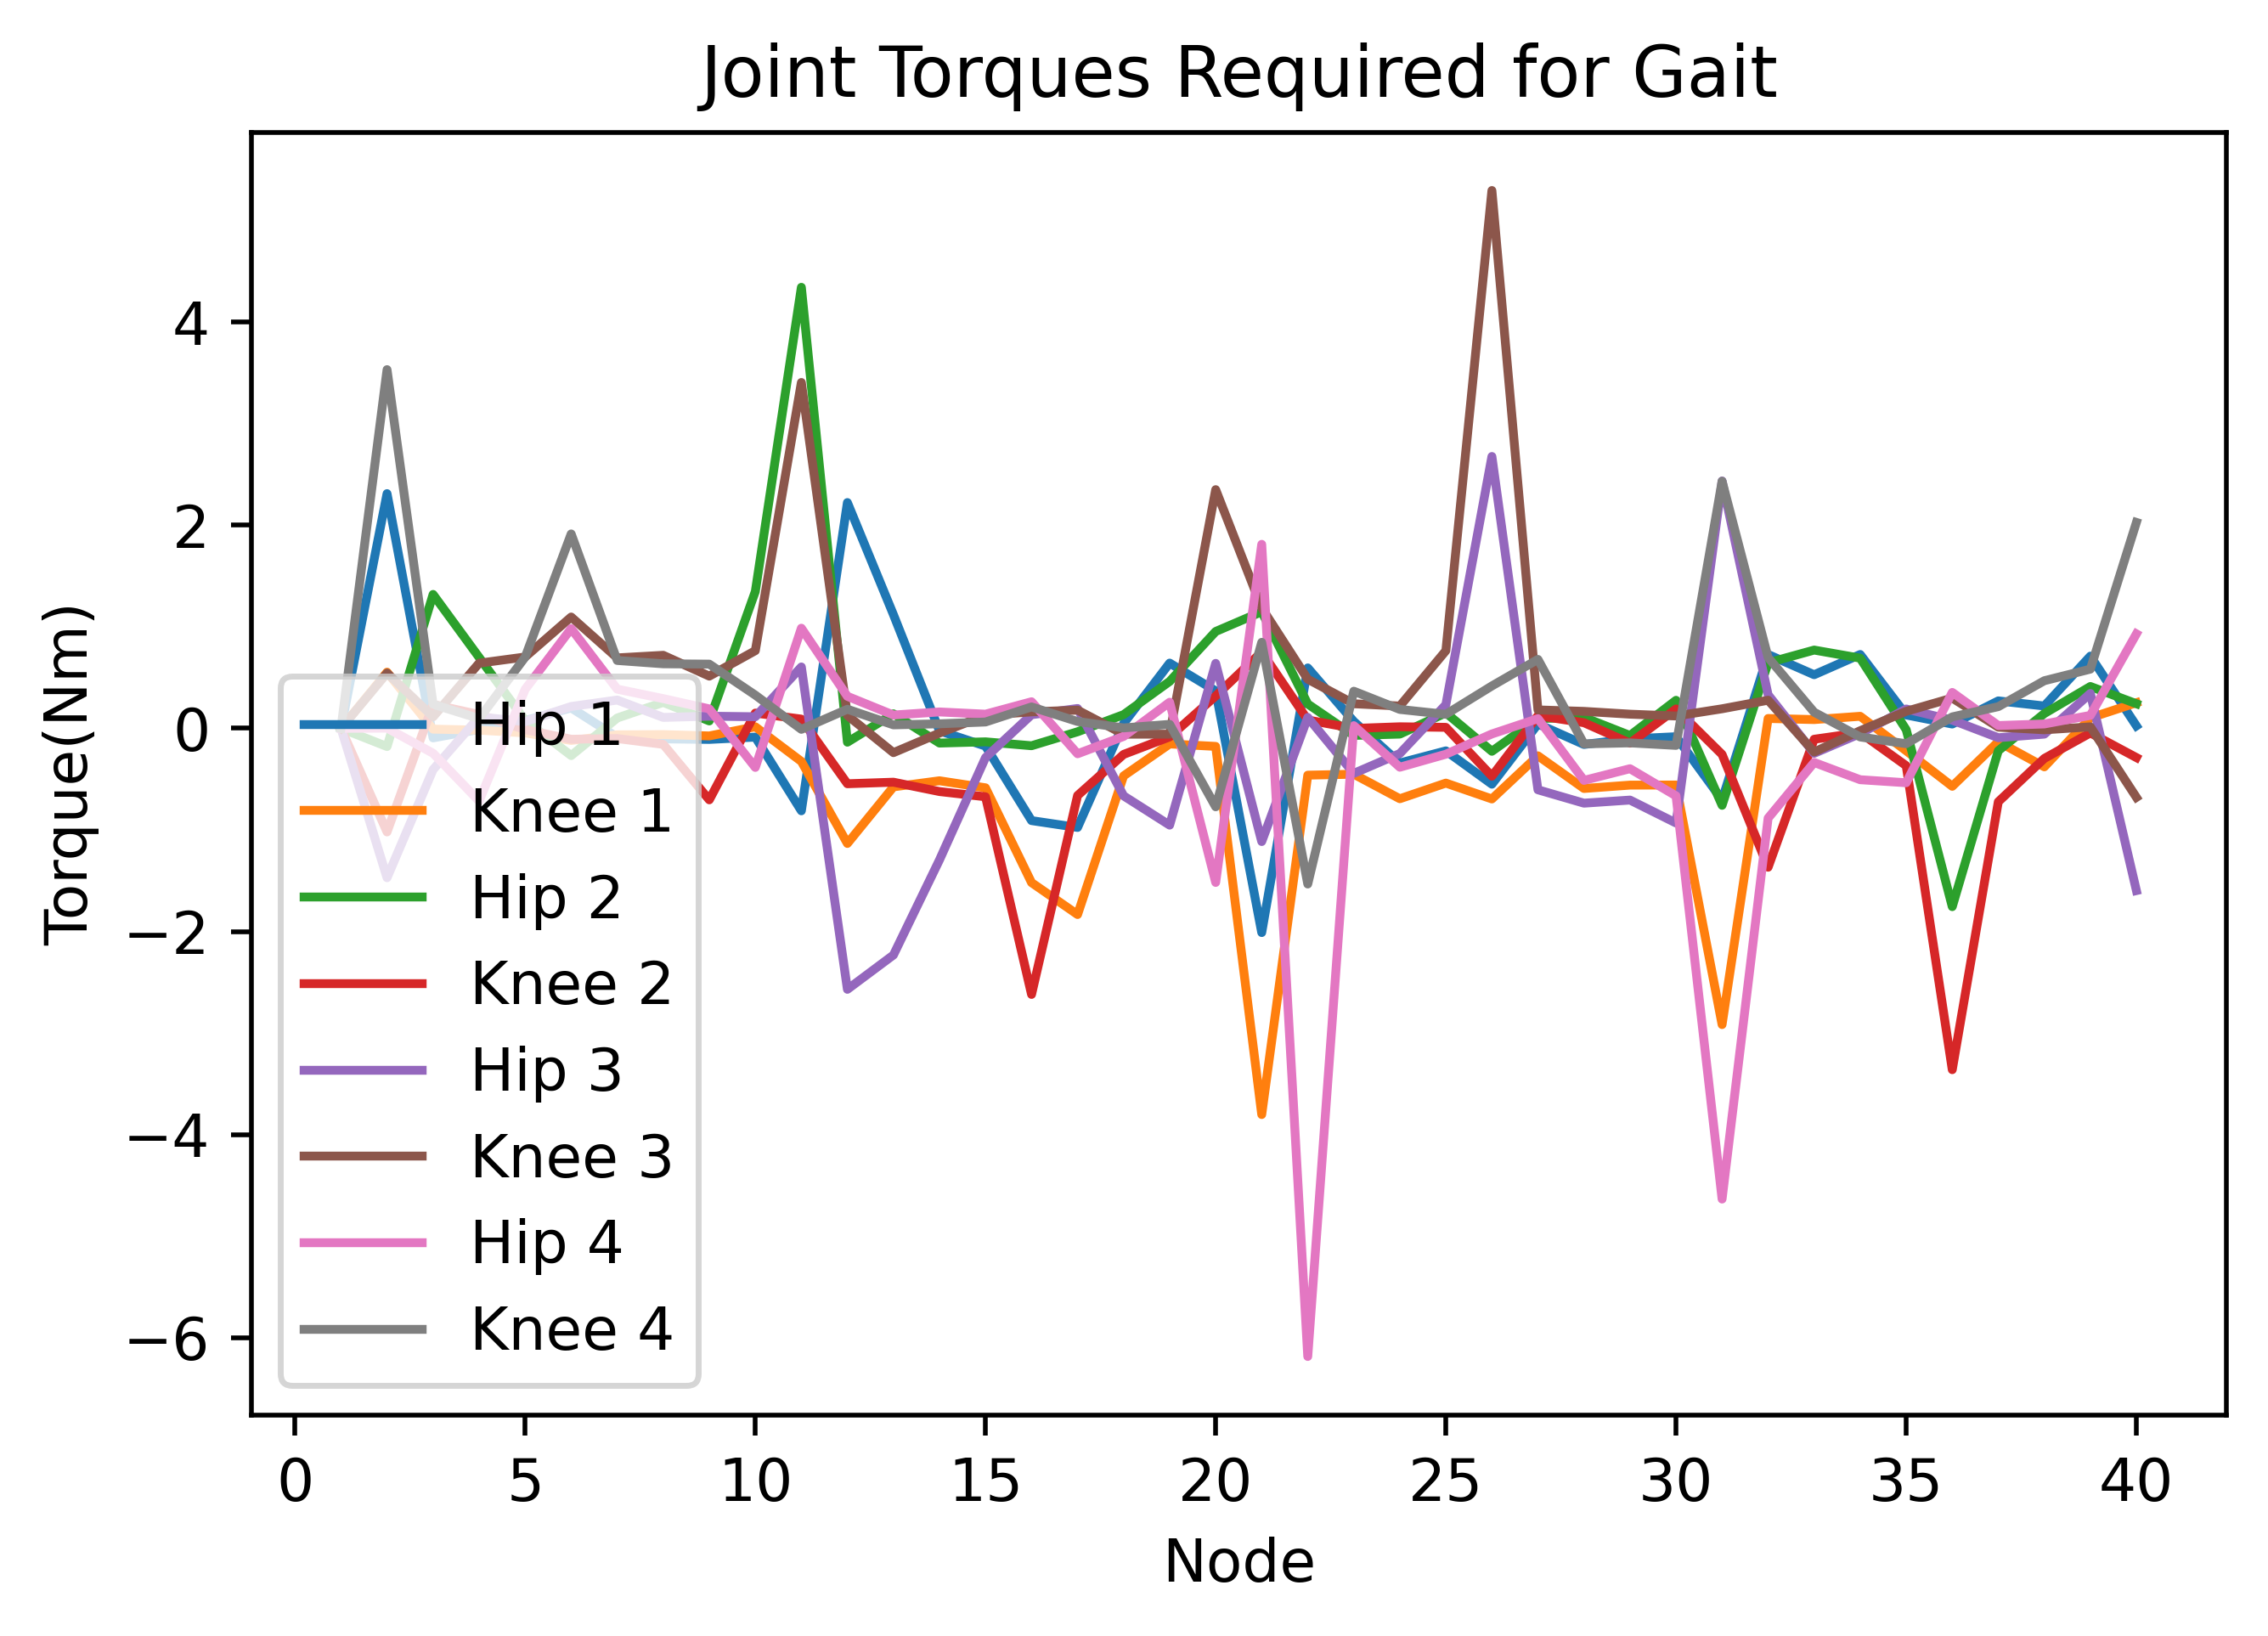 Joint Torques Required for Gait
Torque(Nm)
4
2
0
−2
−4
−6
Hip 1
Knee 1
Hip 2
Knee 2
Hip 3
Knee 3
Hip 4
Knee 4
0 5 10 15 20 25 30 35 40
Node